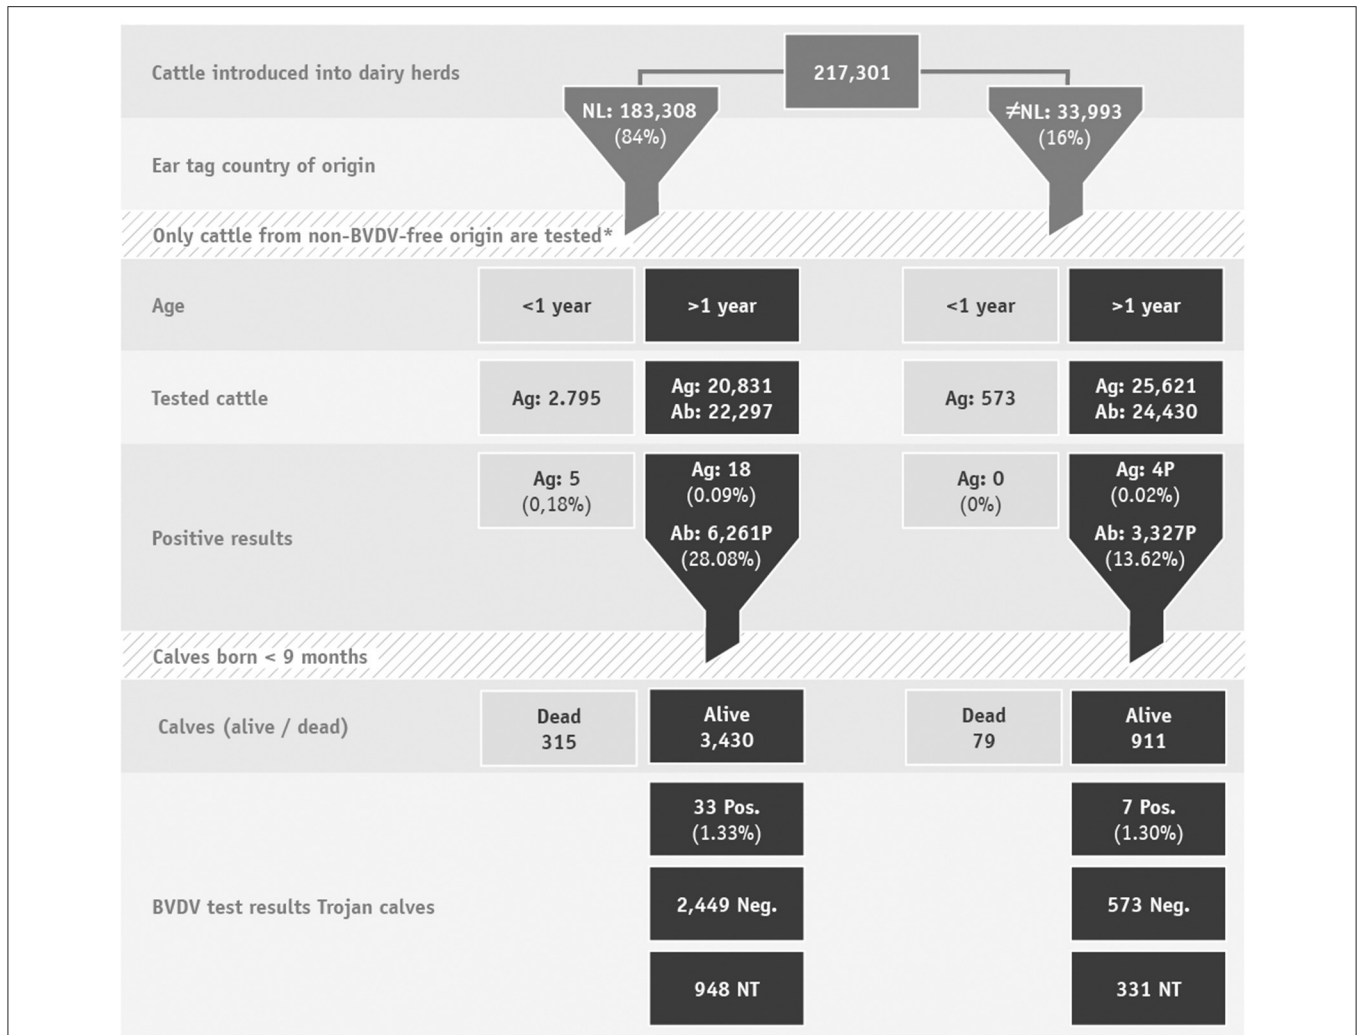 Cattle introduced into dairy herds
217,301
NL: 183,308
(84%)
≠NL: 33,993
(16%)
Ear tag country of origin
Only cattle from non-BVDV-free origin are tested*
Age
<1 year
>1 year
<1 year
>1 year
Tested cattle
Ag: 2.795
Ag: 20,831
Ab: 22,297
Ag: 573
Ag: 25,621
Ab: 24,430
Positive results
Ag: 5
(0,18%)
Ag: 18
(0.09%)
Ab: 6,261P
(28.08%)
Ag: 0
(0%)
Ag: 4P
(0.02%)
Ab: 3,327P
(13.62%)
Calves born < 9 months
Calves (alive / dead)
Dead
315
Alive
3,430
Dead
79
Alive
911
BVDV test results Trojan calves
33 Pos.
(1.33%)
7 Pos.
(1.30%)
2,449 Neg.
573 Neg.
948 NT
331 NT